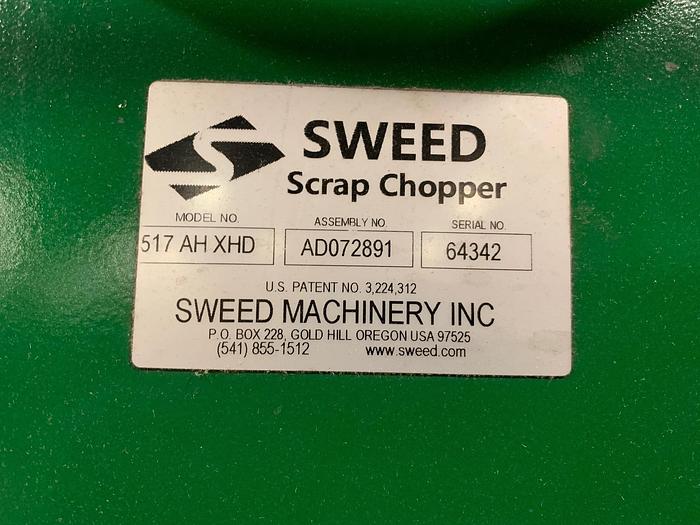 SWEED
Scrap Chopper
MODEL NO. ASSEMBLY NO. SERIAL NO.
517 AH XHD AD072891 64342
U.S. PATENT NO. 3,224,312
SWEED MACHINERY INC
P.O. BOX 228, GOLD HILL OREGON USA 97525
(541) 855-1512 www.sweed.com